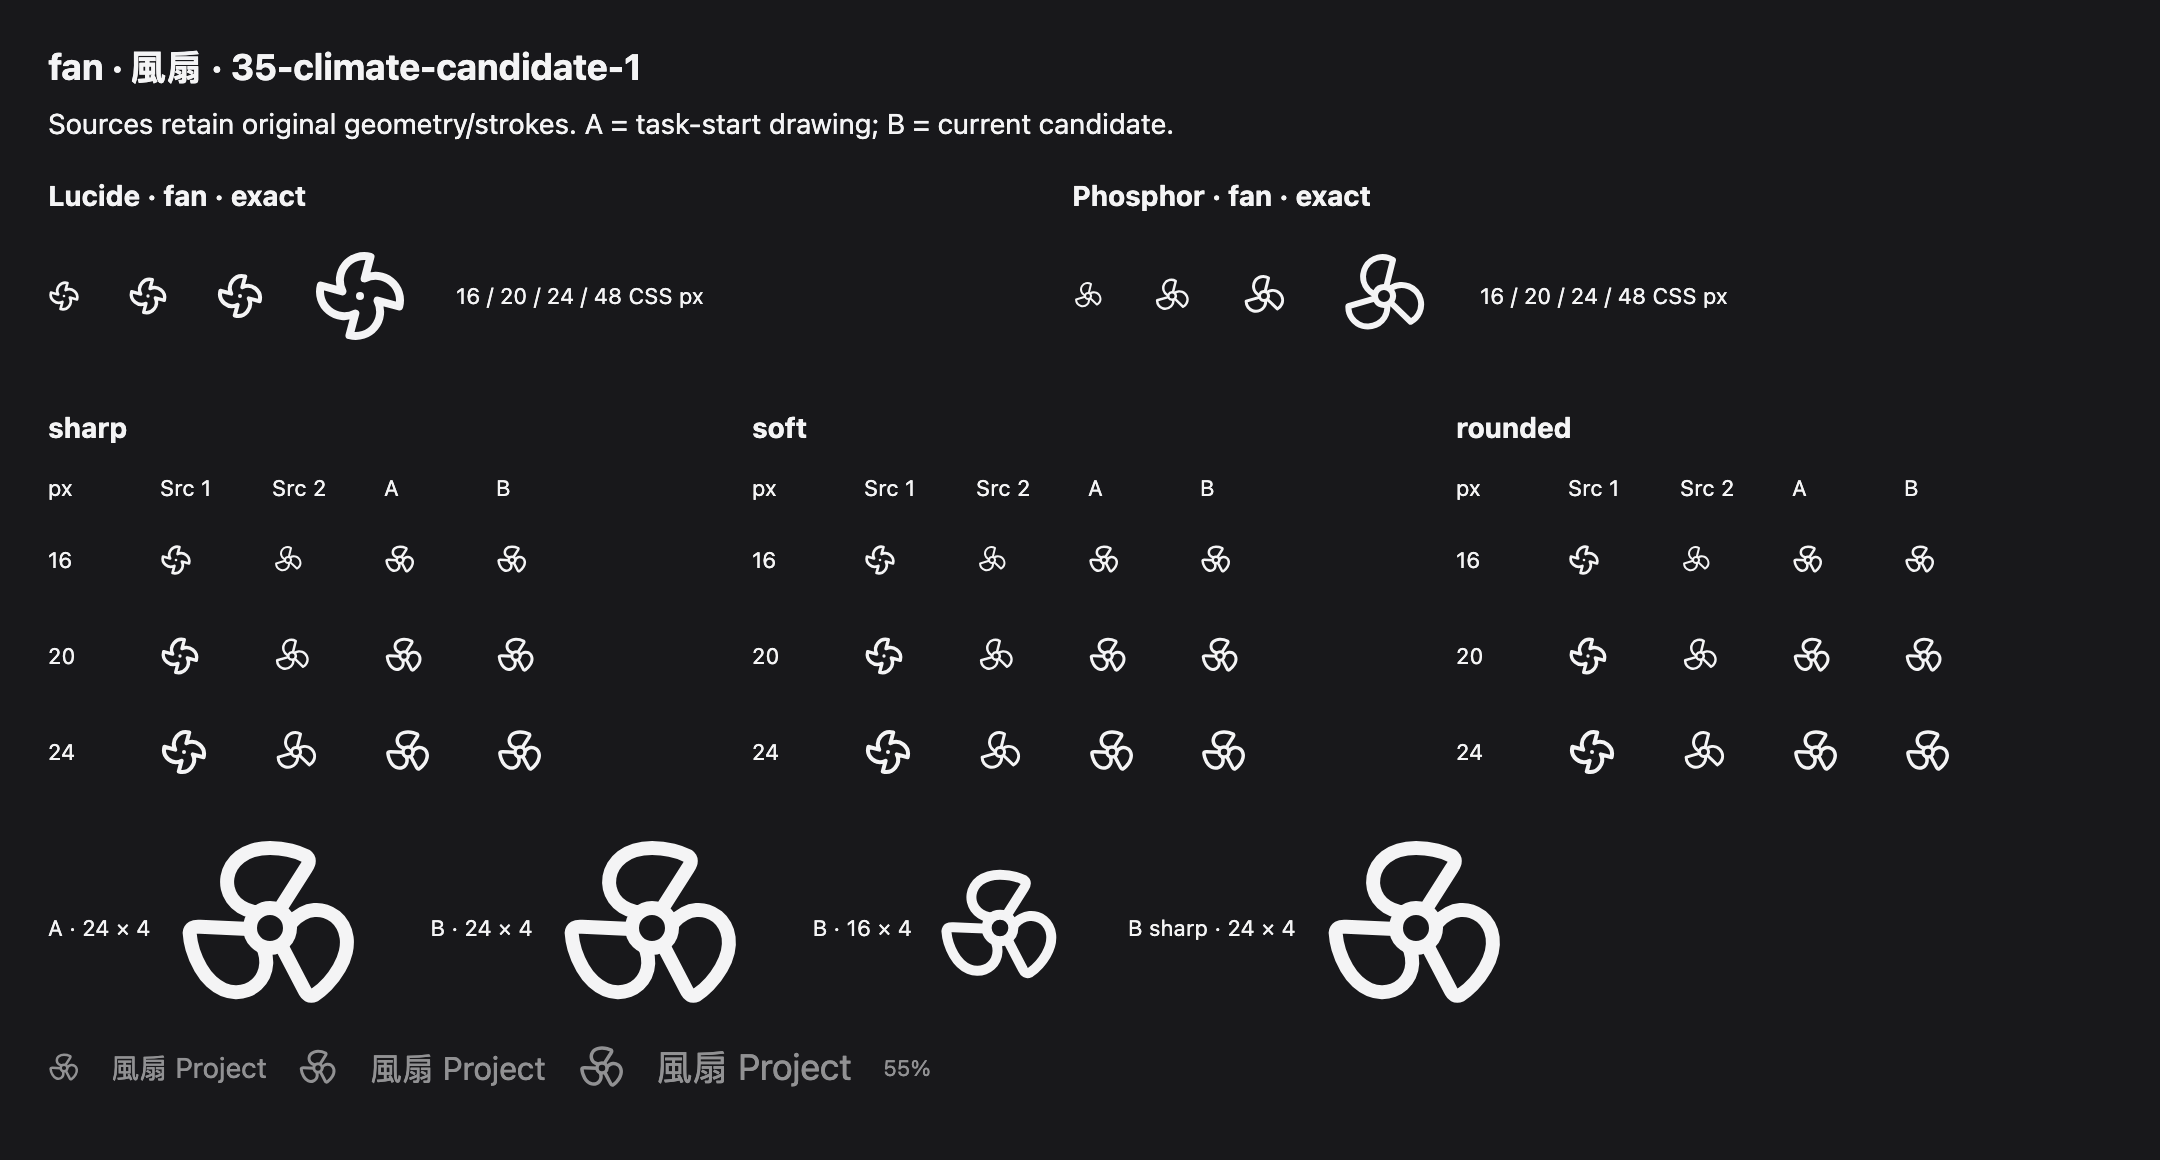 fan · 風扇 · 35-climate-candidate-1
Sources retain original geometry/strokes. A = task-start drawing; B = current candidate.
Lucide · fan · exact
16 / 20 / 24 / 48 CSS px
Phosphor · fan · exact
16 / 20 / 24 / 48 CSS px
sharp
px Src 1 Src 2 A B
16
20
24
soft
px Src 1 Src 2 A B
16
20
24
rounded
px Src 1 Src 2 A B
16
20
24
A · 24 × 4
B · 24 × 4
B · 16 × 4
B sharp · 24 × 4
風扇 Project 風扇 Project 風扇 Project 55%